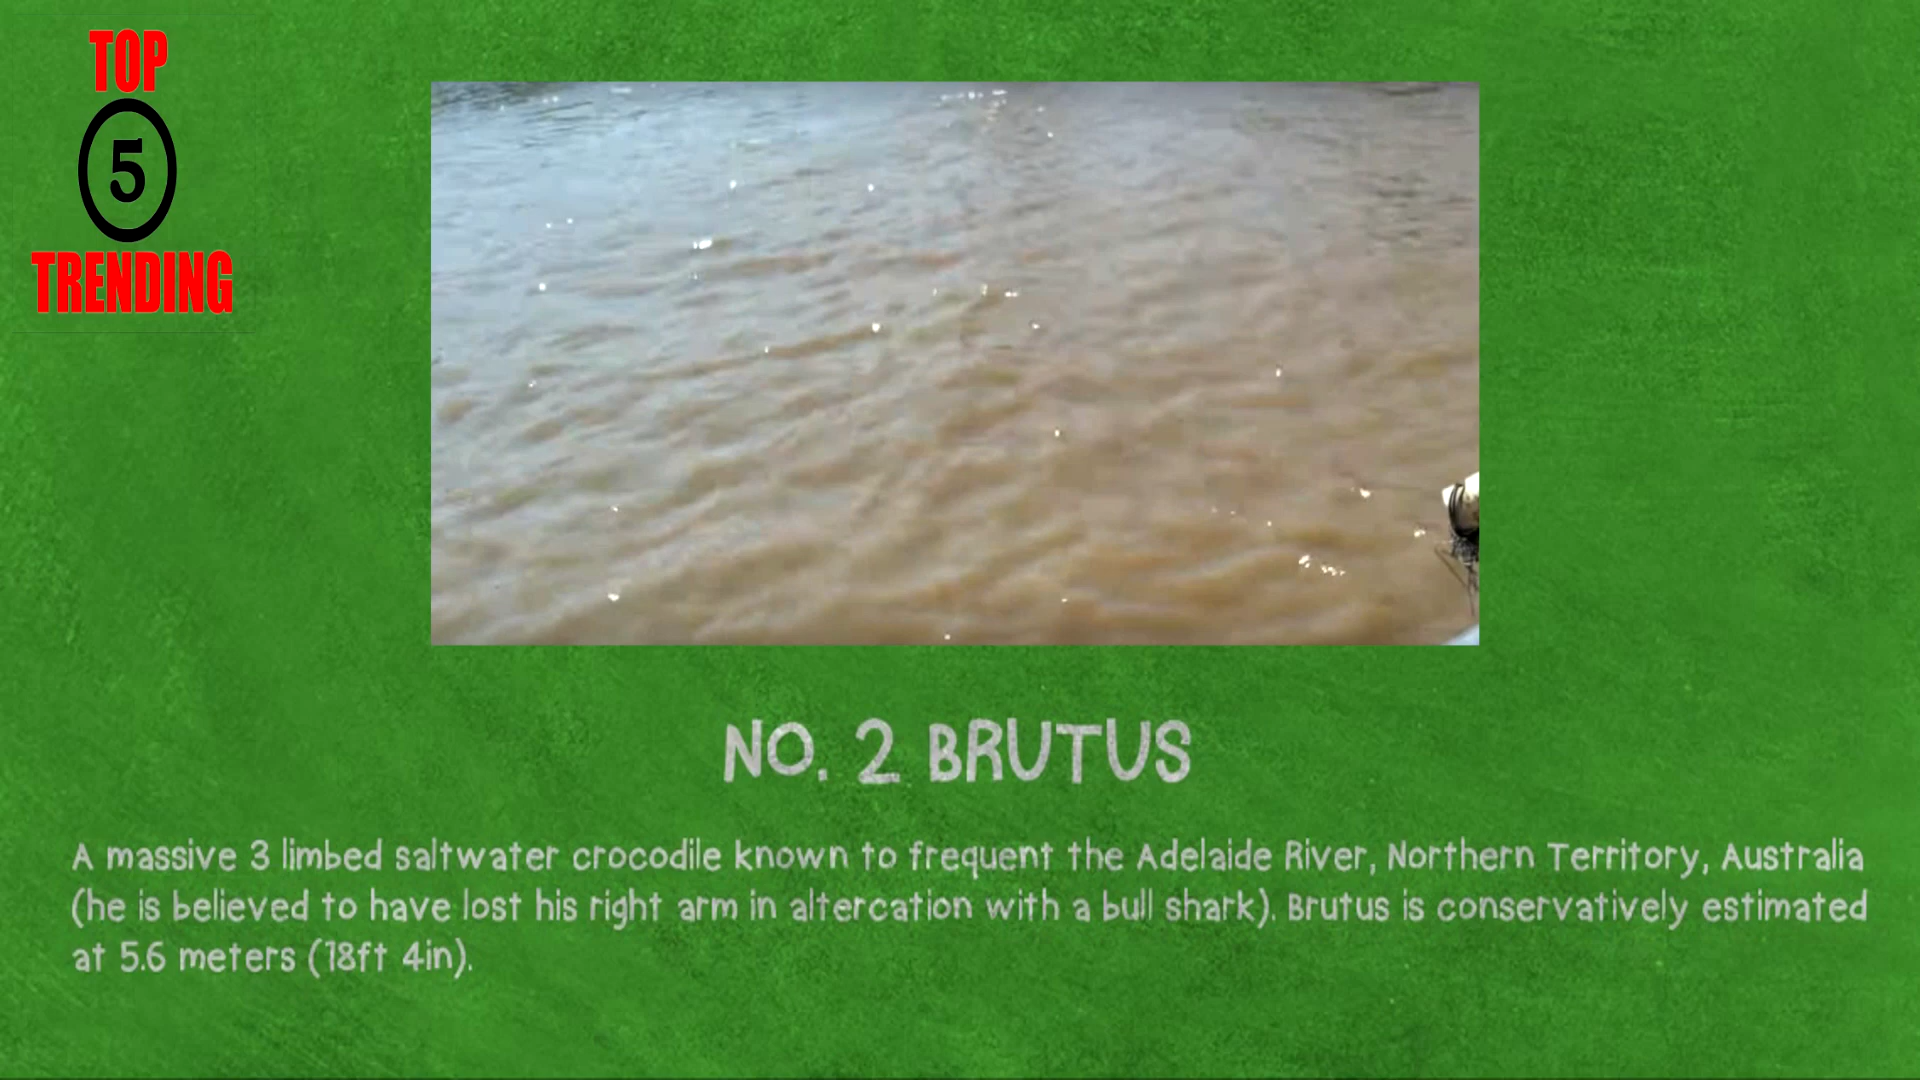 TOP
5
TRENDING
NO. 2 BRUTUS
A massive 3 limbed saltwater crocodile known to frequent the Adelaide River, Northern Territory, Australia
(he is believed to have lost his right arm in altercation with a bull shark). Brutus is conservatively estimated
at 5.6 meters (18ft 4in).